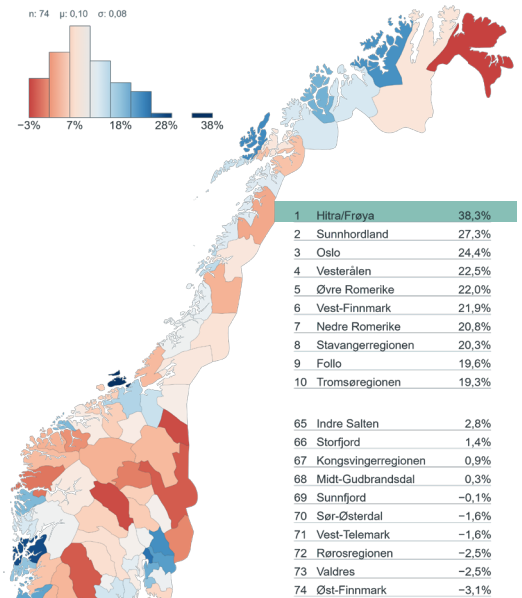 n: 74 μ: 0,10 σ: 0,08
−3% 7% 18% 28% 38%
1 Hitra/Frøya 38,3%
2 Sunnhordland 27,3%
3 Oslo 24,4%
4 Vesterålen 22,5%
5 Øvre Romerike 22,0%
6 Vest-Finnmark 21,9%
7 Nedre Romerike 20,8%
8 Stavangerregionen 20,3%
9 Follo 19,6%
10 Tromsøregionen 19,3%
65 Indre Salten 2,8%
66 Storfjord 1,4%
67 Kongsvingerregionen 0,9%
68 Midt-Gudbrandsdal 0,3%
69 Sunnfjord −0,1%
70 Sør-Østerdal −1,6%
71 Vest-Telemark −1,6%
72 Rørosregionen −2,5%
73 Valdres −2,5%
74 Øst-Finnmark −3,1%